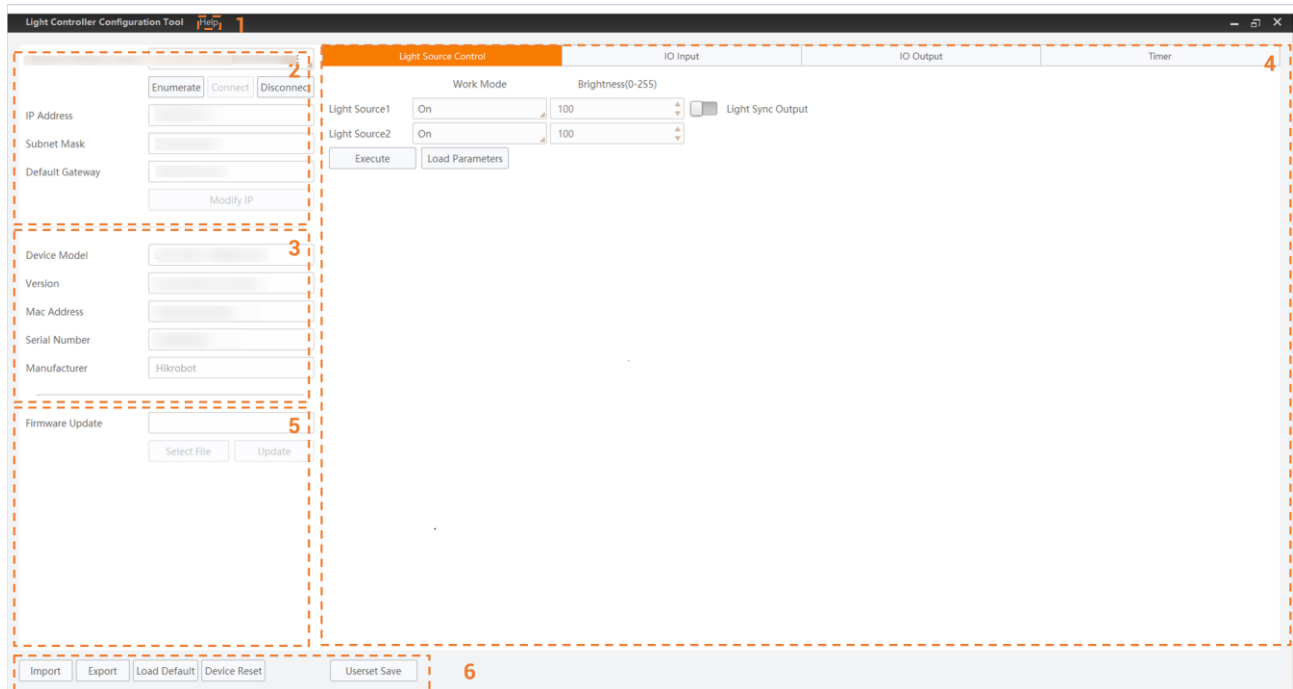 Light Controller Configuration Tool Help 1
2
Enumerate Connect Disconnect
IP Address
Subnet Mask
Default Gateway
Modify IP
3
Device Model
Version
Mac Address
Serial Number
Manufacturer Hikrobot
5
Firmware Update
Select File Update
Light Source Control IO Input IO Output Timer 4
Work Mode Brightness(0-255)
Light Source1 On 100 Light Sync Output
Light Source2 On 100
Execute Load Parameters
Import Export Load Default Device Reset Userset Save 6